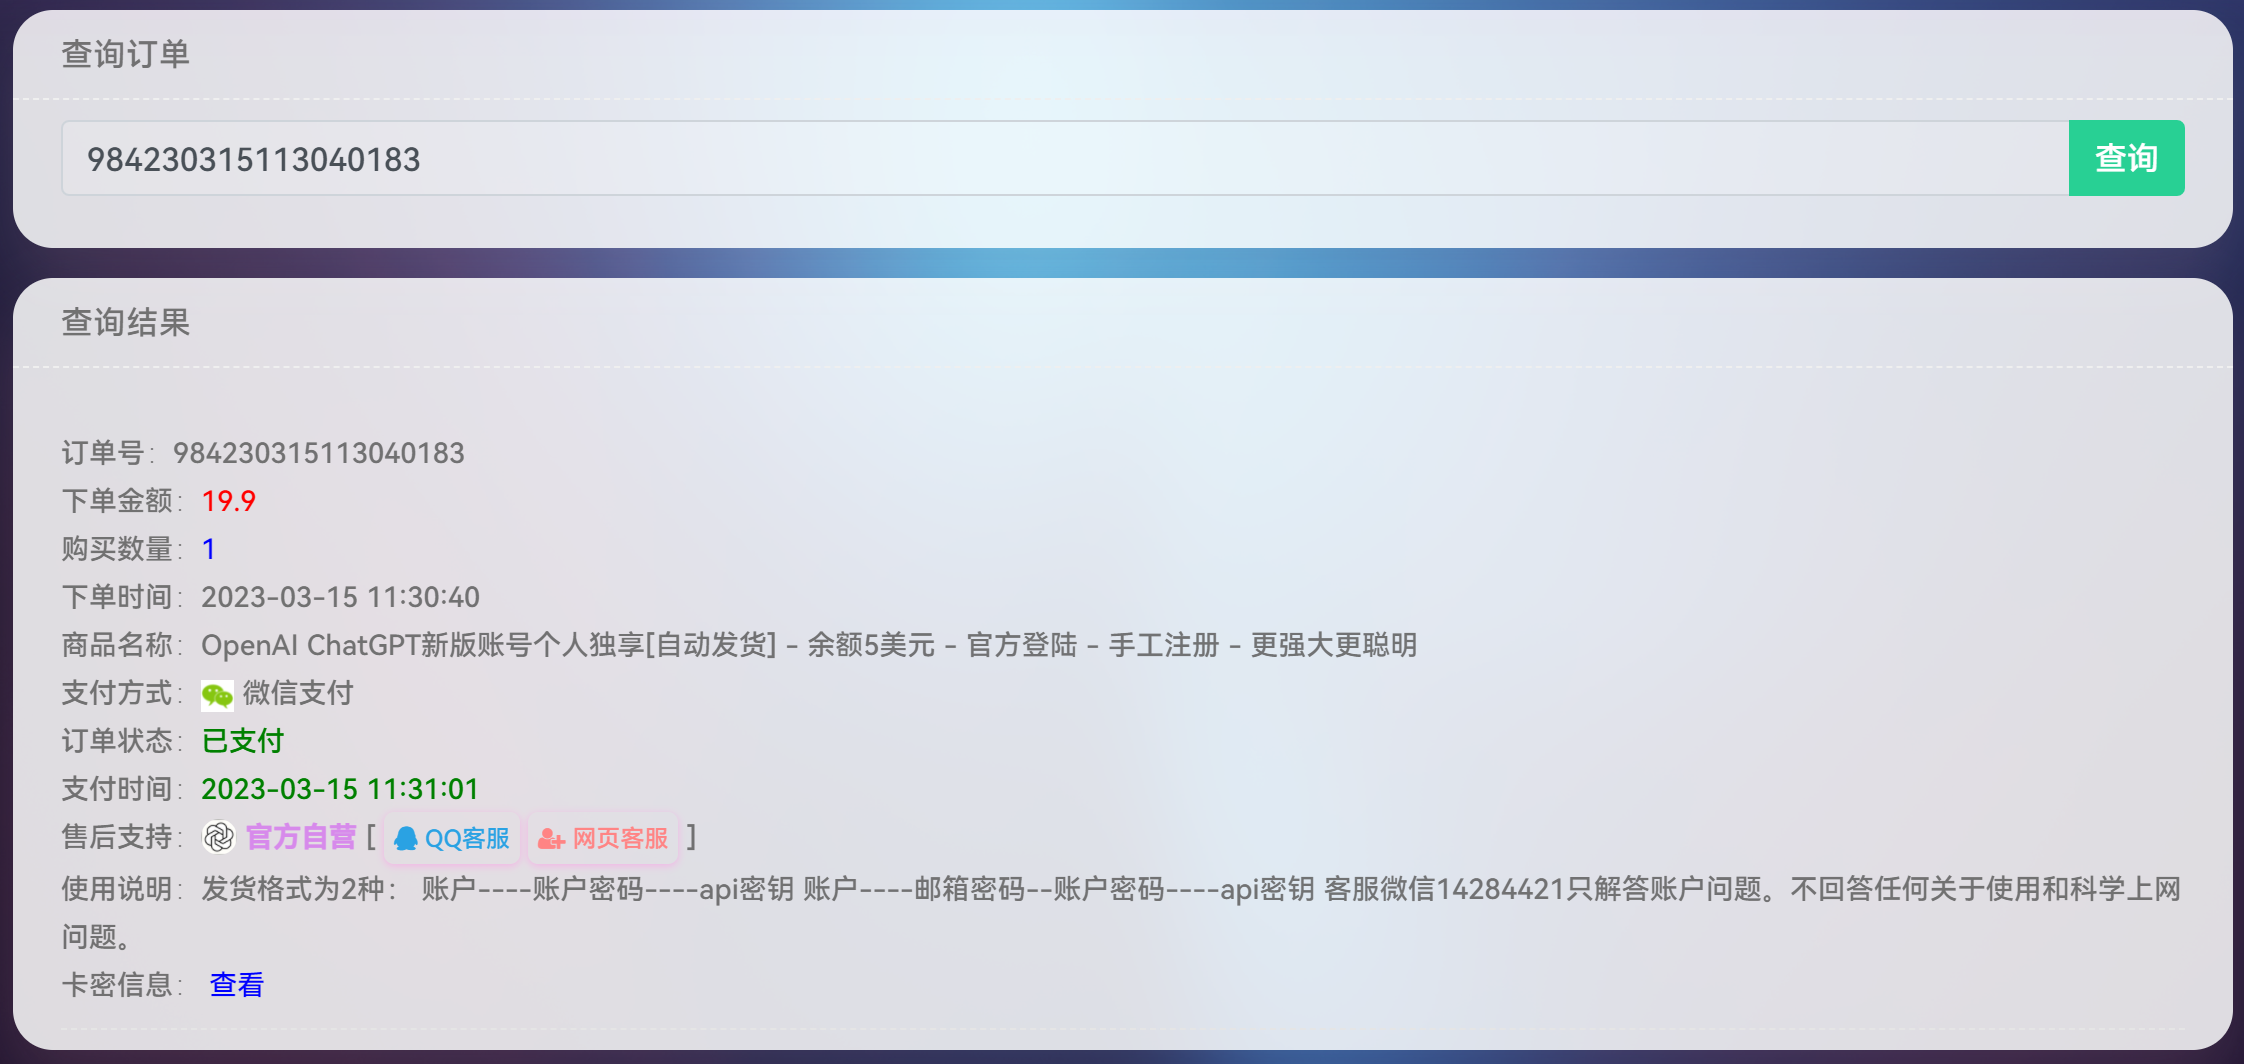 查询订单
984230315113040183 查询
查询结果
订单号：984230315113040183
下单金额：19.9
购买数量：1
下单时间：2023-03-15 11:30:40
商品名称：OpenAI ChatGPT新版账号个人独享[自动发货] - 余额5美元 - 官方登陆 - 手工注册 - 更强大更聪明
支付方式：微信支付
订单状态：已支付
支付时间：2023-03-15 11:31:01
售后支持：官方自营 [ QQ客服 网页客服 ]
使用说明：发货格式为2种： 账户----账户密码----api密钥 账户----邮箱密码--账户密码----api密钥 客服微信14284421只解答账户问题。不回答任何关于使用和科学上网
问题。
卡密信息： 查看